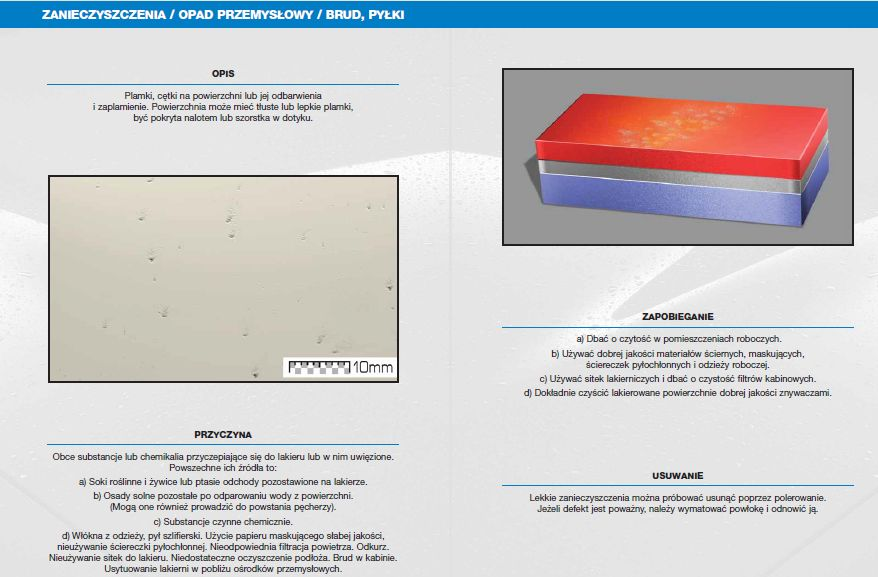 ZANIECZYSZCZENIA / OPAD PRZEMYSŁOWY / BRUD, PYŁKI
OPIS
Plamki, cętki na powierzchni lub jej odbarwienia
i zaplamienie. Powierzchnia może mieć tłuste lub lepkie plamki,
być pokryta nalotem lub szorstka w dotyku.
10mm
PRZYCZYNA
Obce substancje lub chemikalia przyczepiające się do lakieru lub w nim uwięzione.
Powszechne ich źródła to:
a) Soki roślinne i żywice lub ptasie odchody pozostawione na lakierze.
b) Osady solne pozostałe po odparowaniu wody z powierzchni.
(Mogą one również prowadzić do powstania pęcherzy).
c) Substancje czynne chemicznie.
d) Włókna z odzieży, pył szlifierski. Użycie papieru maskującego słabej jakości,
nieużywanie ściereczki pyłochłonnej. Nieodpowiednia filtracja powietrza. Odkurz.
Nieużywanie sitek do lakieru. Niedostateczne oczyszczenie podłoża. Brud w kabinie.
Usytuowanie lakierni w pobliżu ośrodków przemysłowych.
ZAPOBIEGANIE
a) Dbać o czytość w pomieszczeniach roboczych.
b) Używać dobrej jakości materiałów ściernych, maskujących,
ściereczek pyłochłonnych i odzieży roboczej.
c) Używać sitek lakierniczych i dbać o czystość filtrów kabinowych.
d) Dokładnie czyścić lakierowane powierzchnie dobrej jakości znywaczami.
USUWANIE
Lekkie zanieczyszczenia można próbować usunąć poprzez polerowanie.
Jeżeli defekt jest poważny, należy wymatować powłokę i odnowić ją.